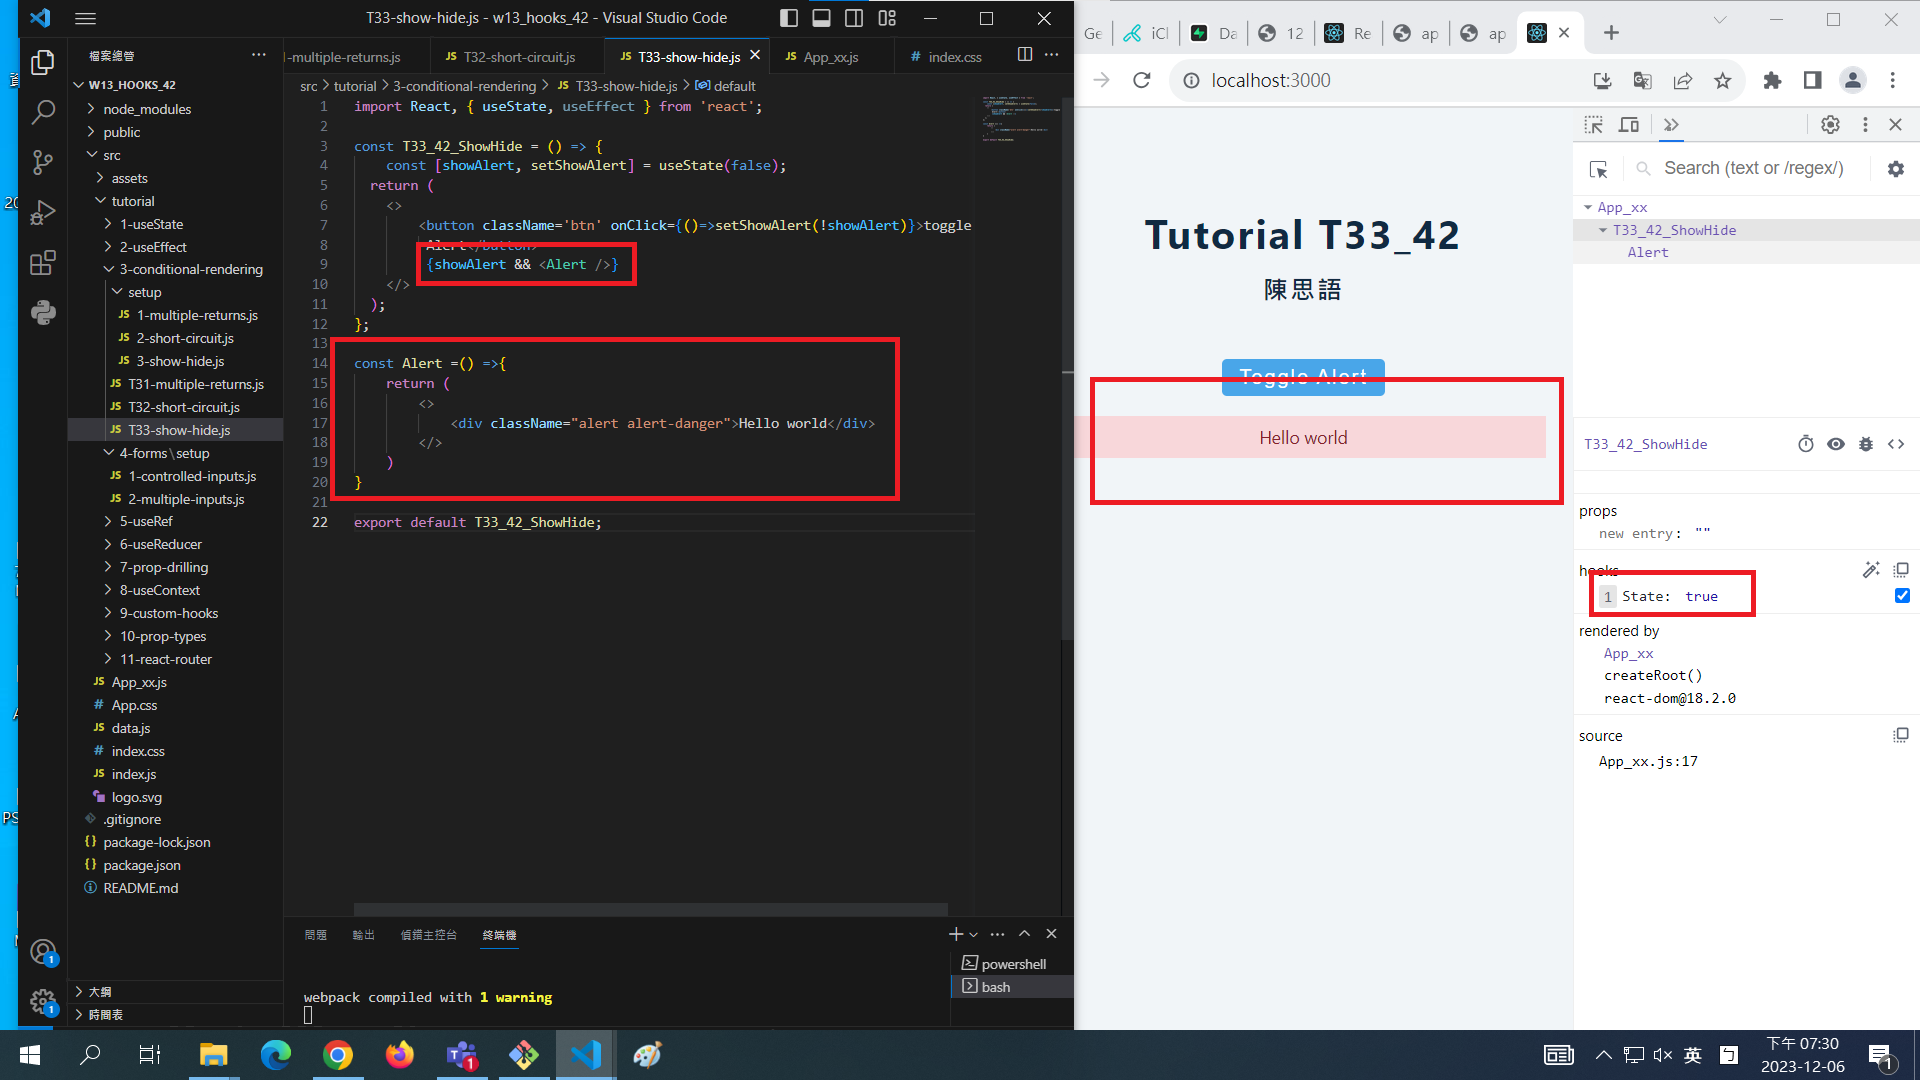 T33-show-hide.js - w13_hooks_42 - Visual Studio Code
檔案總管
W13_HOOKS_42
node_modules
public
src
assets
tutorial
1-useState
2-useEffect
3-conditional-rendering
setup
1-multiple-returns.js
2-short-circuit.js
3-show-hide.js
T31-multiple-returns.js
T32-short-circuit.js
T33-show-hide.js
4-forms\setup
1-controlled-inputs.js
2-multiple-inputs.js
5-useRef
6-useReducer
7-prop-drilling
8-useContext
9-custom-hooks
10-prop-types
11-react-router
App_xx.js
App.css
data.js
index.css
index.js
logo.svg
.gitignore
package-lock.json
package.json
README.md
大綱
時間表
-multiple-returns.js
T32-short-circuit.js
T33-show-hide.js
App_xx.js
index.css
src > tutorial > 3-conditional-rendering > JS T33-show-hide.js > default
1 import React, { useState, useEffect } from 'react';
2
3 const T33_42_ShowHide = () => {
4 const [showAlert, setShowAlert] = useState(false);
5 return (
6 <>
7 <button className='btn' onClick={()=>setShowAlert(!showAlert)}>toggle
8 Alert</button>
9 {showAlert && <Alert />}
10 </>
11 );
12 };
13
14 const Alert =() =>{
15 return (
16 <>
17 <div className="alert alert-danger">Hello world</div>
18 </>
19 )
20 }
21
22 export default T33_42_ShowHide;
問題 輸出 偵錯主控台 終端機
powershell
bash
webpack compiled with 1 warning
Ge
iCl
Da
12
Re
ap
ap
localhost:3000
Tutorial T33_42
陳思語
Toggle Alert
Hello world
Search (text or /regex/)
App_xx
T33_42_ShowHide
Alert
T33_42_ShowHide
props
new entry: ""
hooks
1 State: true
rendered by
App_xx
createRoot()
react-dom@18.2.0
source
App_xx.js:17
英
下午 07:30
2023-12-06